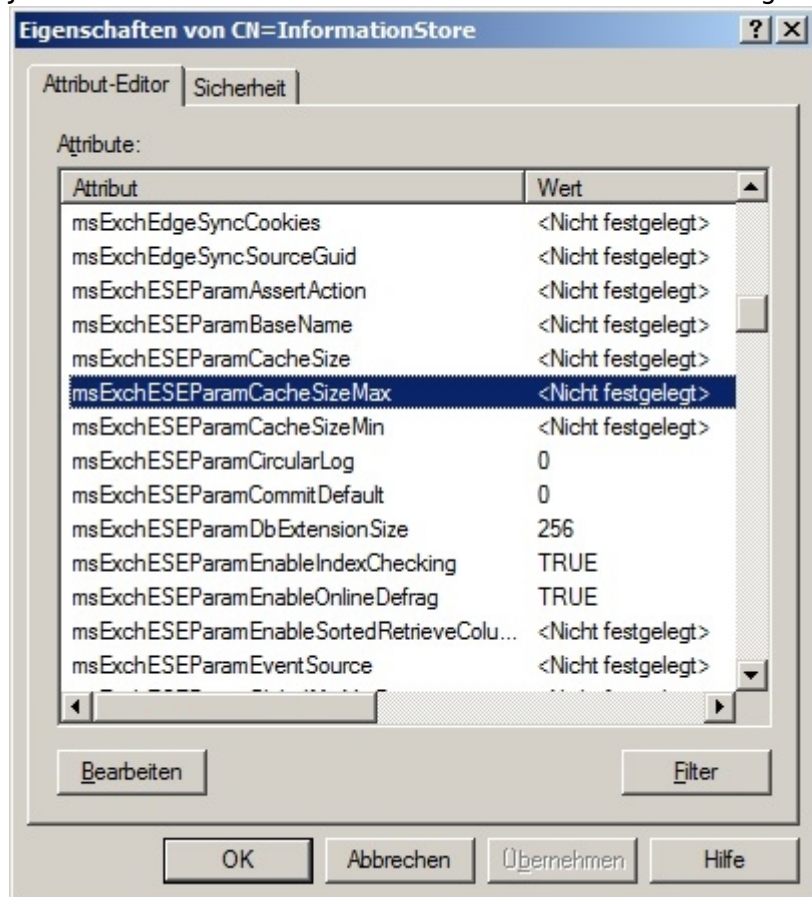 Eigenschaften von CN=InformationStore
Attribut-Editor
Sicherheit
Attribute:
Attribut Wert
msExchEdgeSyncCookies <Nicht festgelegt>
msExchEdgeSyncSourceGuid <Nicht festgelegt>
msExchESEParamAssertAction <Nicht festgelegt>
msExchESEParamBaseName <Nicht festgelegt>
msExchESEParamCacheSize <Nicht festgelegt>
msExchESEParamCacheSizeMax <Nicht festgelegt>
msExchESEParamCacheSizeMin <Nicht festgelegt>
msExchESEParamCircularLog 0
msExchESEParamCommitDefault 0
msExchESEParamDbExtensionSize 256
msExchESEParamEnableIndexChecking TRUE
msExchESEParamEnableOnlineDefrag TRUE
msExchESEParamEnableSortedRetrieveColu... <Nicht festgelegt>
msExchESEParamEventSource <Nicht festgelegt>
Bearbeiten Filter
OK Abbrechen Übernehmen Hilfe